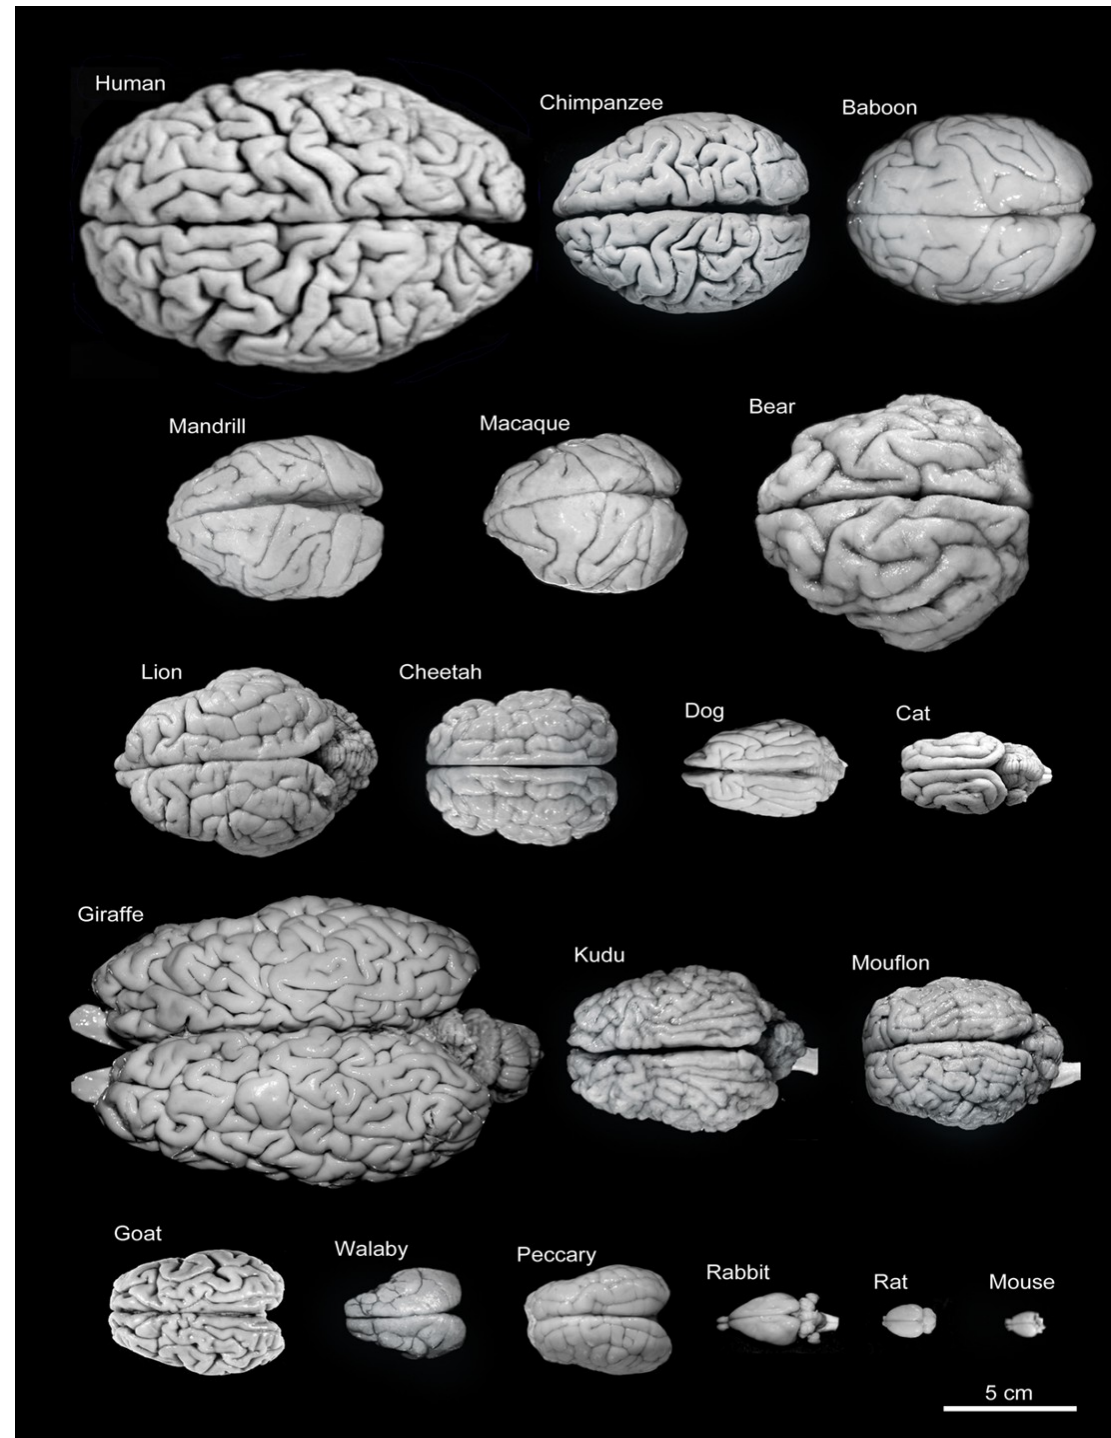 Human
Chimpanzee
Baboon
Mandrill
Macaque
Bear
Lion
Cheetah
Dog
Cat
Giraffe
Kudu
Mouflon
Goat
Walaby
Peccary
Rabbit
Rat
Mouse
5 cm